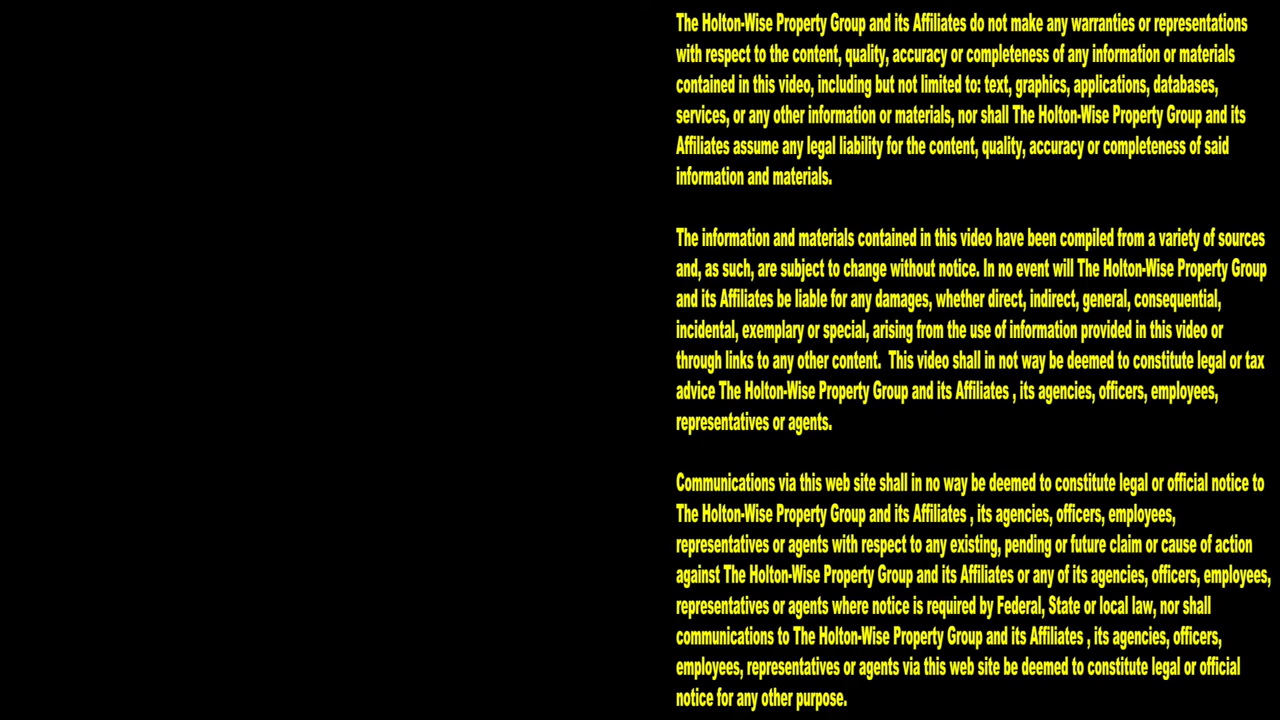 The Holton-Wise Property Group and its Affiliates do not make any warranties or representations
with respect to the content, quality, accuracy or completeness of any information or materials
contained in this video, including but not limited to: text, graphics, applications, databases,
services, or any other information or materials, nor shall The Holton-Wise Property Group and its
Affiliates assume any legal liability for the content, quality, accuracy or completeness of said
information and materials.
The information and materials contained in this video have been compiled from a variety of sources
and, as such, are subject to change without notice. In no event will The Holton-Wise Property Group
and its Affiliates be liable for any damages, whether direct, indirect, general, consequential,
incidental, exemplary or special, arising from the use of information provided in this video or
through links to any other content.  This video shall in not way be deemed to constitute legal or tax
advice The Holton-Wise Property Group and its Affiliates , its agencies, officers, employees,
representatives or agents.
Communications via this web site shall in no way be deemed to constitute legal or official notice to
The Holton-Wise Property Group and its Affiliates , its agencies, officers, employees,
representatives or agents with respect to any existing, pending or future claim or cause of action
against The Holton-Wise Property Group and its Affiliates or any of its agencies, officers, employees,
representatives or agents where notice is required by Federal, State or local law, nor shall
communications to The Holton-Wise Property Group and its Affiliates , its agencies, officers,
employees, representatives or agents via this web site be deemed to constitute legal or official
notice for any other purpose.